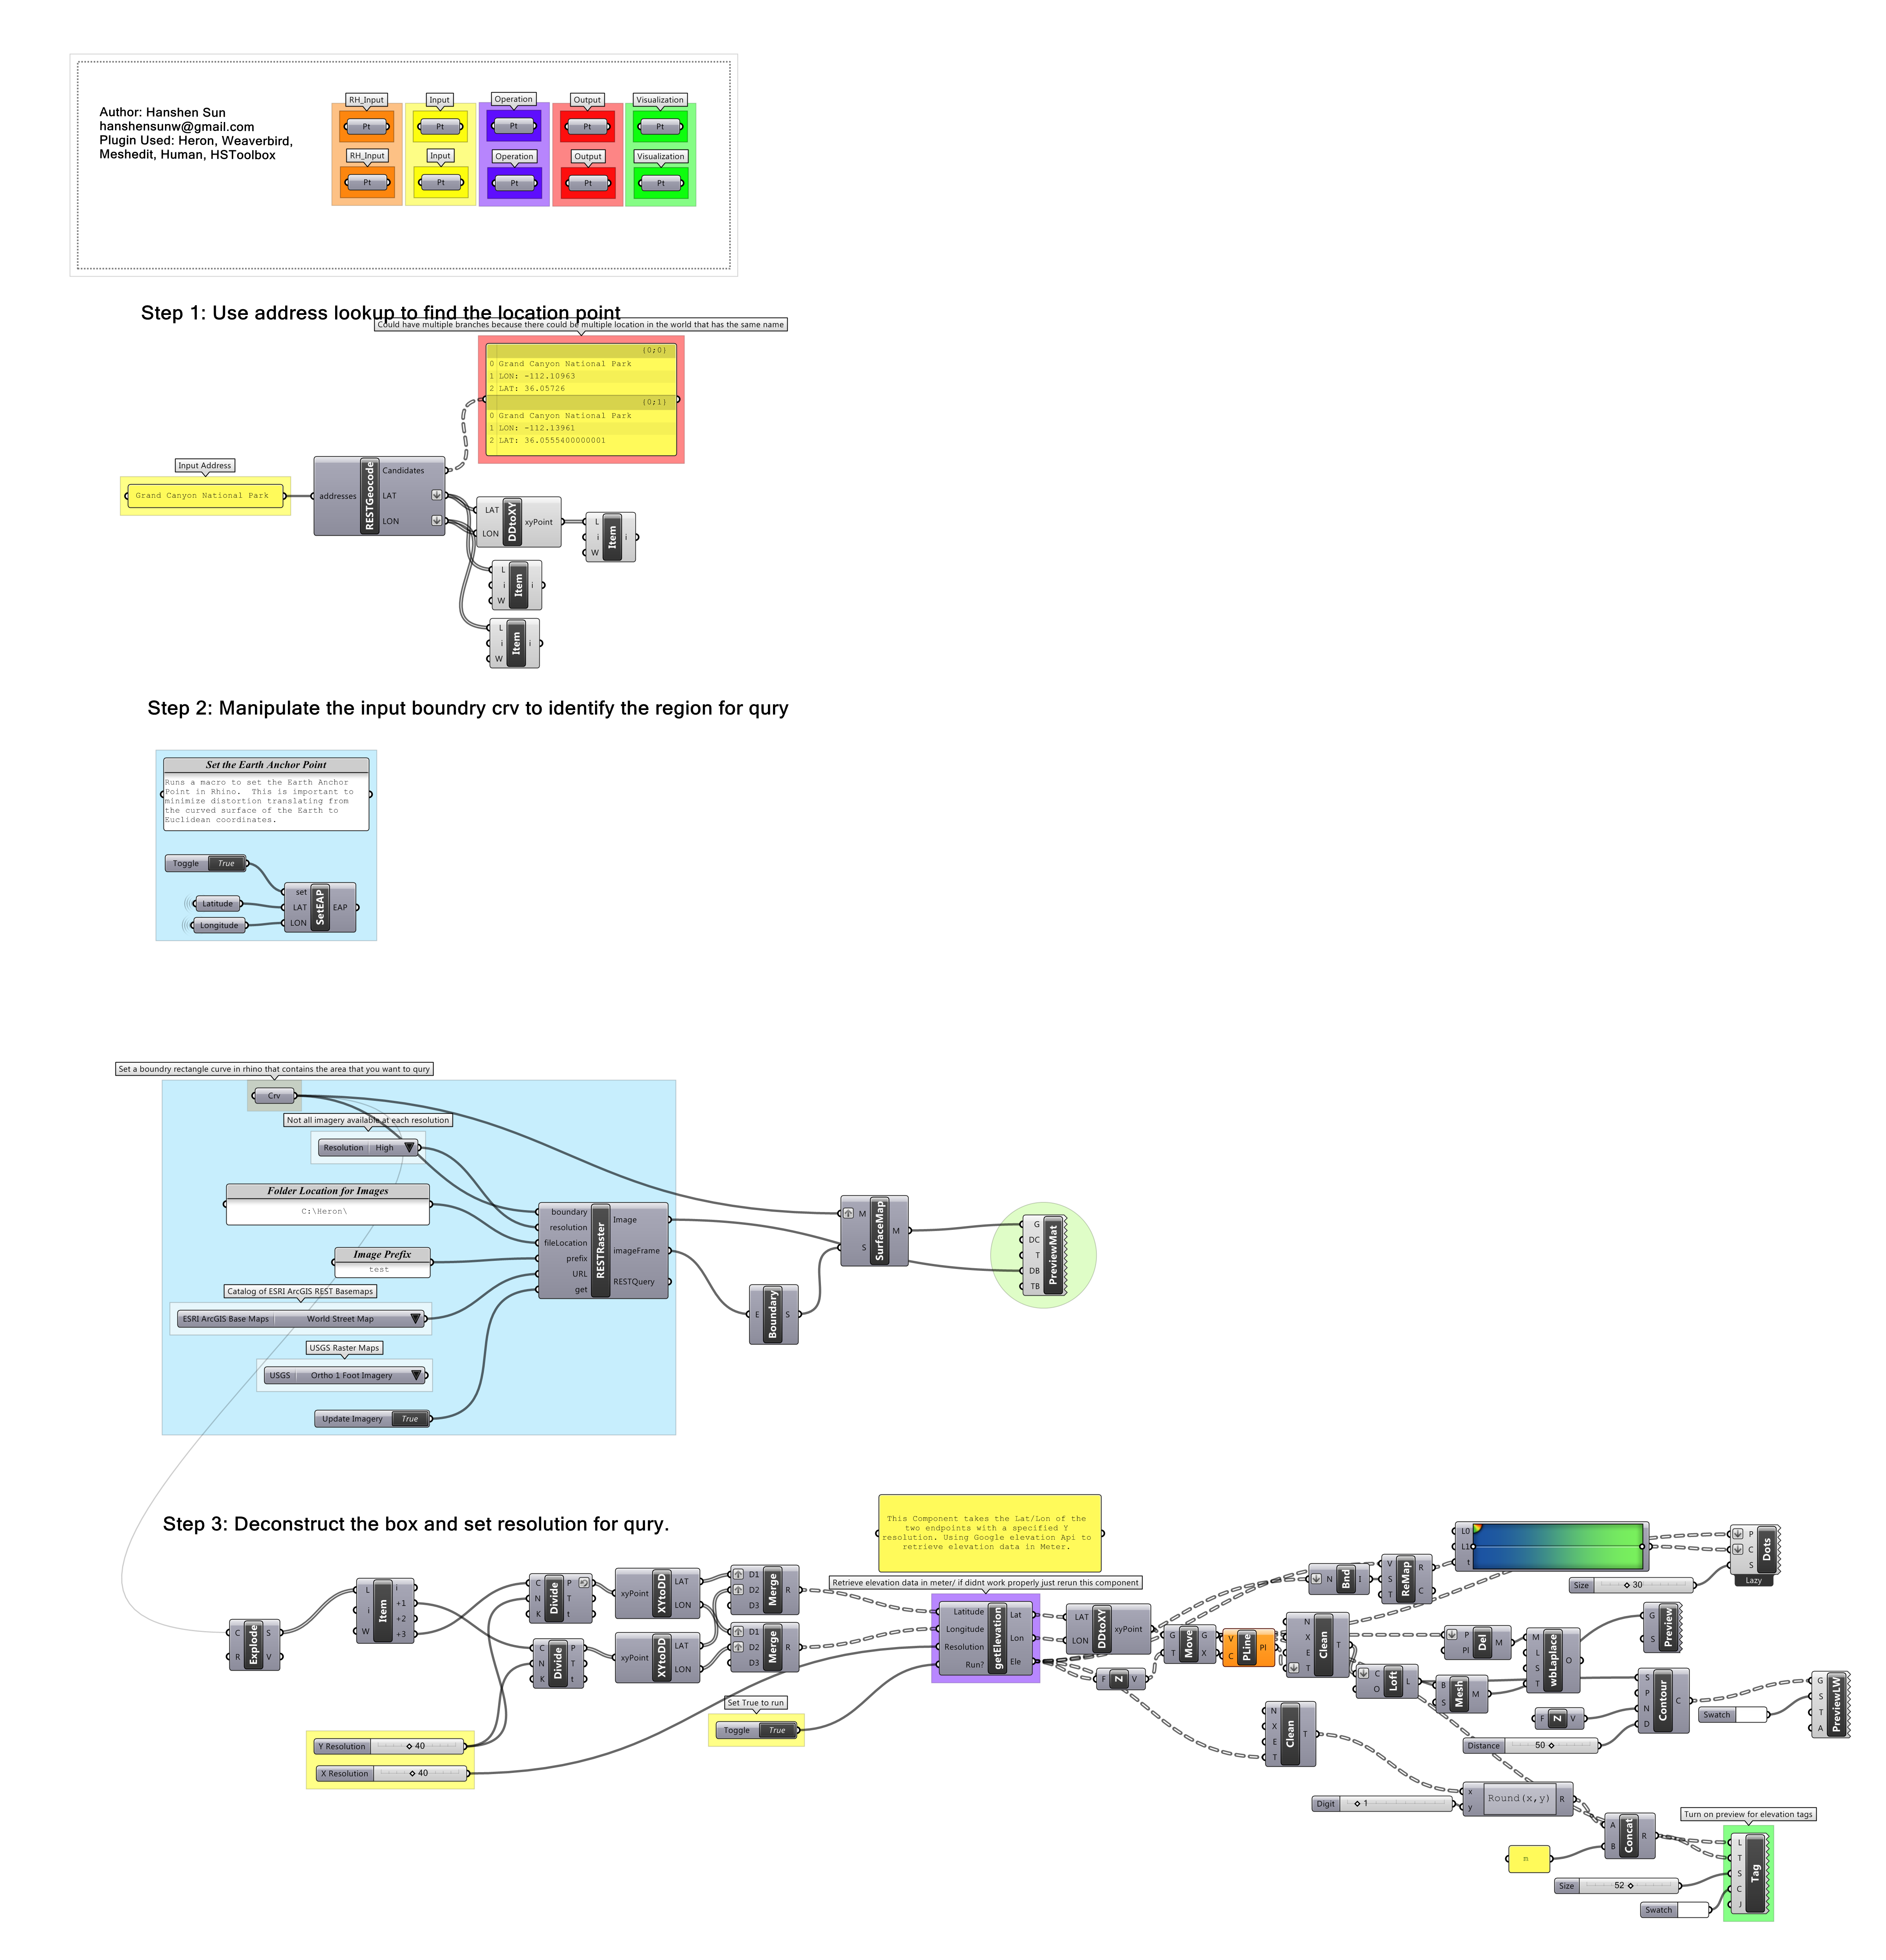 Author: Hanshen Sun
hanshensunw@gmail.com
Plugin Used: Heron, Weaverbird,
Meshedit, Human, HSToolbox
RH_Input
Input
Operation
Output
Visualization
Pt
Pt
Pt
Pt
Pt
RH_Input
Input
Operation
Output
Visualization
Pt
Pt
Pt
Pt
Pt
Step 1: Use address lookup to find the location point
Could have multiple branches because there could be multiple location in the world that has the same name
{0;0}
0 Grand Canyon National Park
1 LON: -112.10963
2 LAT: 36.05726
{0;1}
0 Grand Canyon National Park
1 LON: -112.13961
2 LAT: 36.0555400000001
Input Address
Grand Canyon National Park
addresses
RESTGeocode
Candidates
LAT
LON
LAT
LON
DDtoXY
xyPoint
L
i
W
Item
i
L
i
W
Item
i
L
i
W
Item
i
Step 2: Manipulate the input boundry crv to identify the region for qury
Set the Earth Anchor Point
Runs a macro to set the Earth Anchor
Point in Rhino.  This is important to
minimize distortion translating from
the curved surface of the Earth to
Euclidean coordinates.
Toggle True
Latitude
Longitude
set
LAT
LON
SetEAP
EAP
Set a boundry rectangle curve in rhino that contains the area that you want to qury
Crv
Not all imagery available at each resolution
Resolution High
Folder Location for Images
C:\Heron\
Image Prefix
test
Catalog of ESRI ArcGIS REST Basemaps
ESRI ArcGIS Base Maps World Street Map
USGS Raster Maps
USGS Ortho 1 Foot Imagery
Update Imagery True
boundary
resolution
fileLocation
prefix
URL
get
RESTRaster
Image
imageFrame
RESTQuery
E
Boundary
S
M
S
SurfaceMap
M
G
DC
T
DB
TB
PreviewMat
Step 3: Deconstruct the box and set resolution for qury.
This Component takes the Lat/Lon of the
two endpoints with a specified Y
resolution. Using Google elevation Api to
retrieve elevation data in Meter.
Retrieve elevation data in meter/ if didnt work properly just rerun this component
C
R
Explode
S
V
L
i
W
Item
i
+1
+2
+3
C
N
K
Divide
P
T
t
C
N
K
Divide
P
T
t
xyPoint
XYtoDD
LAT
LON
xyPoint
XYtoDD
LAT
LON
D1
D2
D3
Merge
R
D1
D2
D3
Merge
R
Y Resolution 40
X Resolution 40
Set True to run
Toggle True
Latitude
Longitude
Resolution
Run?
getElevation
Lat
Lon
Ele
LAT
LON
DDtoXY
xyPoint
F Z V
G
T
Move
G
X
V
C
PLine
Pl
N
X
E
T
Clean
T
N
X
E
T
Clean
T
N
Bnd
I
V
S
T
ReMap
R
C
L0
L1
t
P
C
S
Dots
Lazy
Size 30
P
Pl
Del
M
C
O
Loft
L
B
S
Mesh
M
M
L
S
T
wbLaplace
O
G
S
Preview
F Z V
Distance 50
S
P
N
D
Contour
C
Swatch
G
S
T
A
PreviewLW
Digit 1
x
y
Round(x,y)
R
m
A
B
Concat
R
Size 52
Swatch
Turn on preview for elevation tags
L
T
S
C
J
Tag